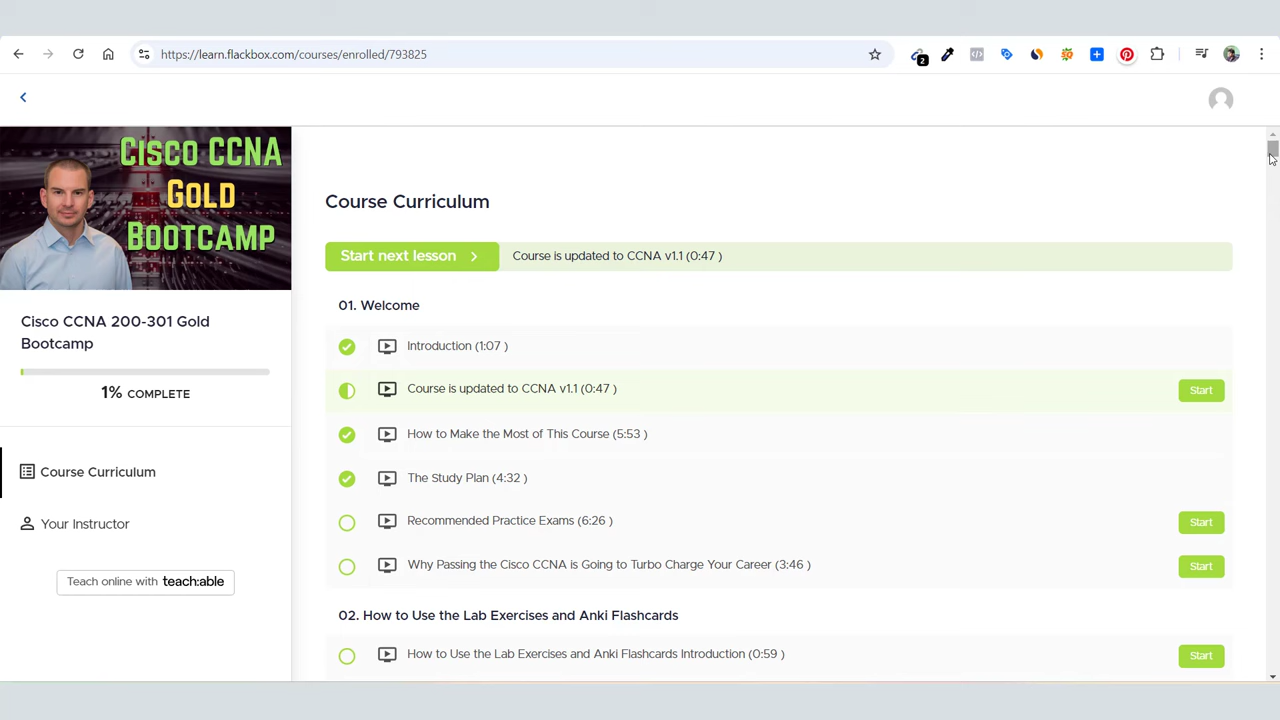 https://learn.flackbox.com/courses/enrolled/793825
2
Cisco CCNA
Gold
Bootcamp
Cisco CCNA 200-301 Gold
Bootcamp
1% COMPLETE
Course Curriculum
Your Instructor
Teach online with teach:able
Course Curriculum
Start next lesson
Course is updated to CCNA v1.1 (0:47 )
01. Welcome
Introduction (1:07 )
Course is updated to CCNA v1.1 (0:47 )
Start
How to Make the Most of This Course (5:53 )
The Study Plan (4:32 )
Recommended Practice Exams (6:26 )
Start
Why Passing the Cisco CCNA is Going to Turbo Charge Your Career (3:46 )
Start
02. How to Use the Lab Exercises and Anki Flashcards
How to Use the Lab Exercises and Anki Flashcards Introduction (0:59 )
Start